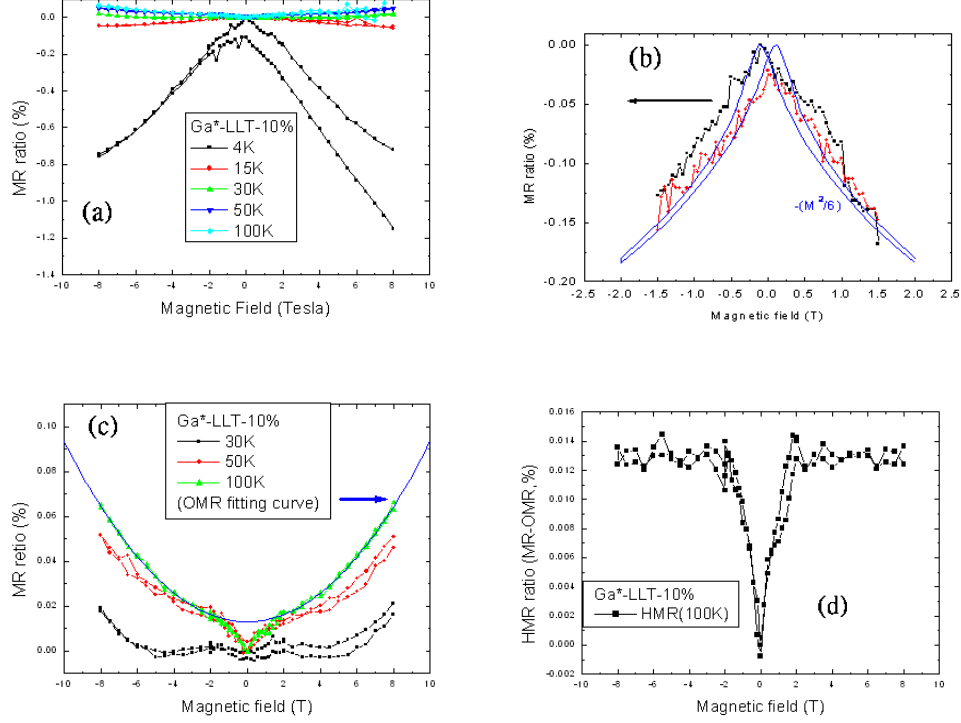 0.0
-0.2
-0.4
-0.6
-0.8
-1.0
-1.2
-1.4
MR ratio (%)
Ga*-LLT-10%
4K
15K
30K
50K
100K
(a)
-10 -8 -6 -4 -2 0 2 4 6 8 10
Magnetic Field (Tesla)
0.00
-0.05
-0.10
-0.15
-0.20
MR ratio (%)
(b)
-(M²/6)
-2.5 -2.0 -1.5 -1.0 -0.5 0.0 0.5 1.0 1.5 2.0 2.5
Magnetic field (T)
0.10
0.08
0.06
0.04
0.02
0.00
MR retio (%)
(c)
Ga*-LLT-10%
30K
50K
100K
(OMR fitting curve)
-10 -8 -6 -4 -2 0 2 4 6 8 10
Magnetic field (T)
0.016
0.014
0.012
0.010
0.008
0.006
0.004
0.002
0.000
-0.002
HMR ratio (MR-OMR, %)
Ga*-LLT-10%
HMR(100K)
(d)
-10 -8 -6 -4 -2 0 2 4 6 8 10
Magnetic field (T)